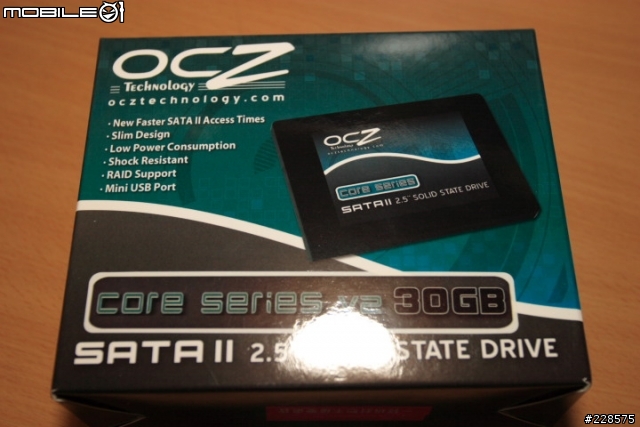 MOBILE01
OCZ
Technology
ocztechnology.com
· New Faster SATA II Access Times
· Slim Design
· Low Power Consumption
· Shock Resistant
· RAID Support
· Mini USB Port
OCZ
Technology
ocztechnology.com
core series
SATA II 2.5" SOLID STATE DRIVE
core series v2 30GB
SATA II 2.5 STATE DRIVE
#228575